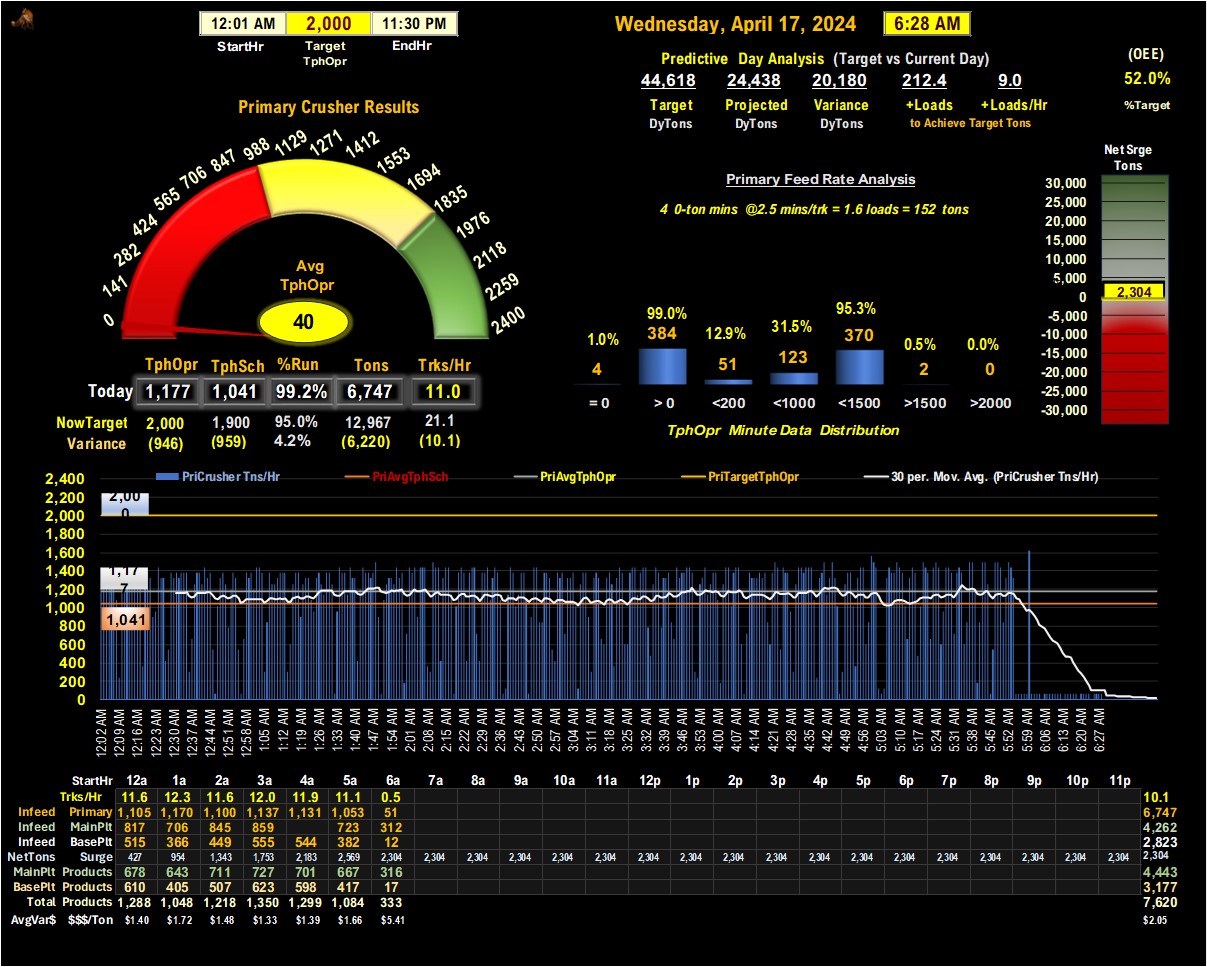 12:01 AM 2,000 11:30 PM
StartHr Target TphOpr EndHr
Wednesday, April 17, 2024 6:28 AM
Predictive Day Analysis (Target vs Current Day)
44,618 24,438 20,180 212.4 9.0
Target Projected Variance +Loads +Loads/Hr
DyTons DyTons DyTons to Achieve Target Tons
(OEE)
52.0%
%Target
Primary Crusher Results
0 141 282 424 565 706 847 988 1129 1271 1412 1553 1694 1835 1976 2118 2259 2400
Avg
TphOpr
40
Primary Feed Rate Analysis
4 0-ton mins @2.5 mins/trk = 1.6 loads = 152 tons
Net Srge
Tons
30,000
25,000
20,000
15,000
10,000
5,000
0
-5,000
-10,000
-15,000
-20,000
-25,000
-30,000
2,304
1.0% 99.0% 12.9% 31.5% 95.3% 0.5% 0.0%
4 384 51 123 370 2 0
= 0 > 0 <200 <1000 <1500 >1500 >2000
TphOpr Minute Data Distribution
TphOpr TphSch %Run Tons Trks/Hr
Today 1,177 1,041 99.2% 6,747 11.0
NowTarget 2,000 1,900 95.0% 12,967 21.1
Variance (946) (959) 4.2% (6,220) (10.1)
PriCrusher Tns/Hr PriAvgTphSch PriAvgTphOpr PriTargetTphOpr 30 per. Mov. Avg. (PriCrusher Tns/Hr)
2,400
2,200
2,000
1,800
1,600
1,400
1,200
1,000
800
600
400
200
0
2,00
0
1,17
7
1,041
12:02 AM 12:09 AM 12:16 AM 12:23 AM 12:30 AM 12:37 AM 12:44 AM 12:51 AM 12:58 AM 1:05 AM 1:12 AM 1:19 AM 1:26 AM 1:33 AM 1:40 AM 1:47 AM 1:54 AM 2:01 AM 2:08 AM 2:15 AM 2:22 AM 2:29 AM 2:36 AM 2:43 AM 2:50 AM 2:57 AM 3:04 AM 3:11 AM 3:18 AM 3:25 AM 3:32 AM 3:39 AM 3:46 AM 3:53 AM 4:00 AM 4:07 AM 4:14 AM 4:21 AM 4:28 AM 4:35 AM 4:42 AM 4:49 AM 4:56 AM 5:03 AM 5:10 AM 5:17 AM 5:24 AM 5:31 AM 5:38 AM 5:45 AM 5:52 AM 5:59 AM 6:06 AM 6:13 AM 6:20 AM 6:27 AM
StartHr 12a 1a 2a 3a 4a 5a 6a 7a 8a 9a 10a 11a 12p 1p 2p 3p 4p 5p 6p 7p 8p 9p 10p 11p
Trks/Hr 11.6 12.3 11.6 12.0 11.9 11.1 0.5 10.1
Infeed Primary 1,105 1,170 1,100 1,137 1,131 1,053 51 6,747
Infeed MainPlt 817 706 845 859 723 312 4,262
Infeed BasePlt 515 366 449 555 544 382 12 2,823
NetTons Surge 427 954 1,343 1,753 2,183 2,569 2,304 2,304 2,304 2,304 2,304 2,304 2,304 2,304 2,304 2,304 2,304 2,304 2,304 2,304 2,304 2,304 2,304 2,304 2,304
MainPlt Products 678 643 711 727 701 667 316 4,443
BasePlt Products 610 405 507 623 598 417 17 3,177
Total Products 1,288 1,048 1,218 1,350 1,299 1,084 333 7,620
AvgVar$ $$$/Ton $1.40 $1.72 $1.48 $1.33 $1.39 $1.66 $5.41 $2.05